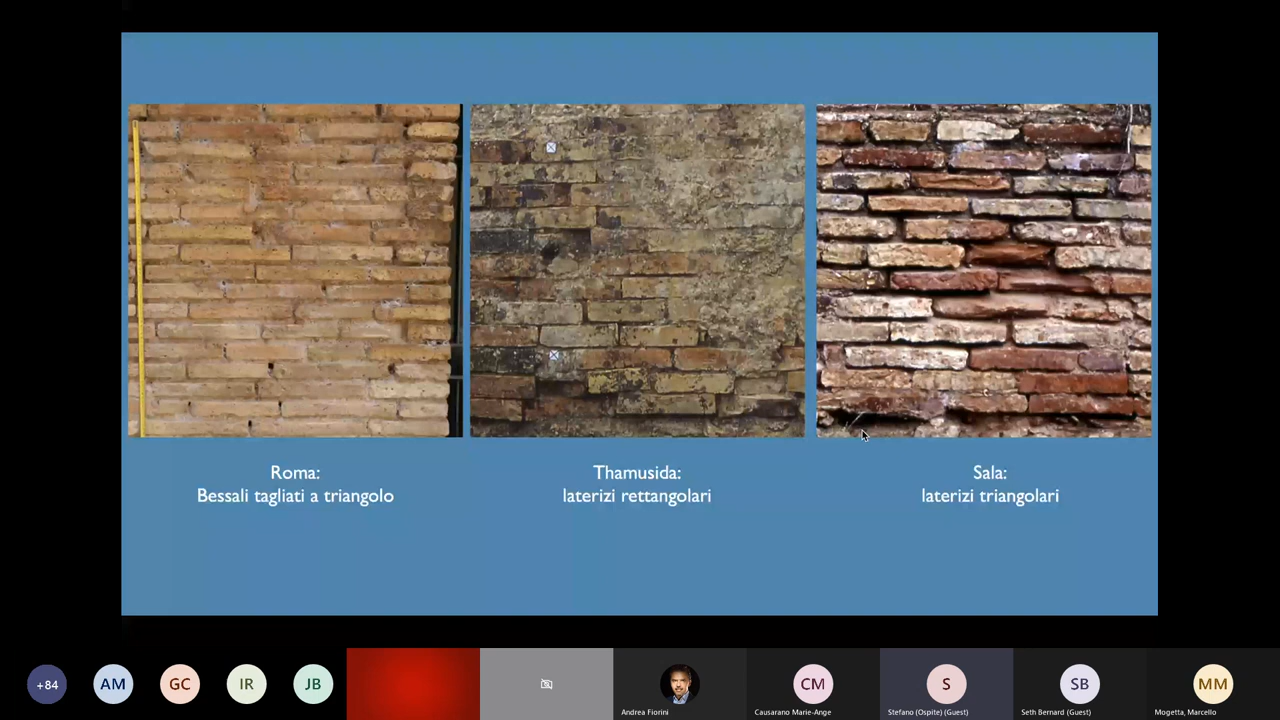 Roma:
Bessali tagliati a triangolo
Thamusida:
laterizi rettangolari
Sala:
laterizi triangolari
+84
AM
GC
IR
JB
CM
S
SB
MM
Andrea Fiorini
Causarano Marie-Ange
Stefano (Ospite) (Guest)
Seth Bernard (Guest)
Mogetta, Marcello